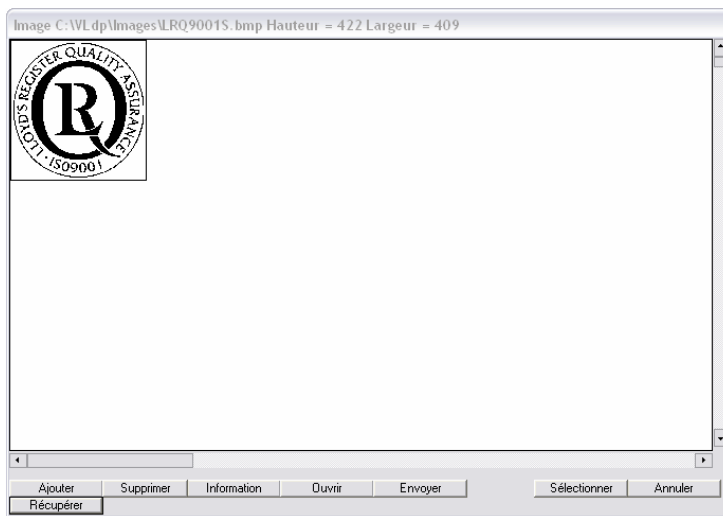 Image C:\VLdp\Images\LRQ9001S.bmp Hauteur = 422 Largeur = 409
LLOYD'S REGISTER QUALITY ASSURANCE
LRQ
· ISO9001 ·
Ajouter Supprimer Information Ouvrir Envoyer Sélectionner Annuler
Récupérer